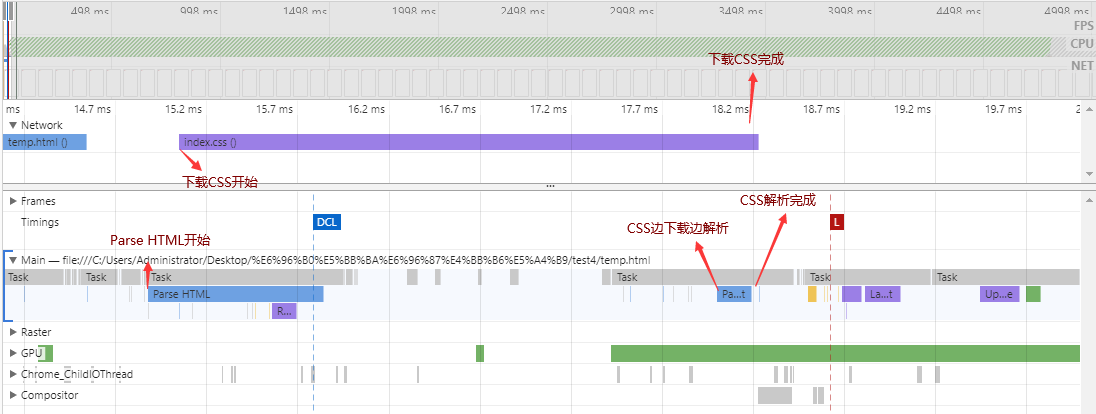 498 ms 998 ms 1498 ms 1998 ms 2498 ms 2998 ms 3498 ms 3998 ms 4498 ms 4998 ms
FPS
CPU
NET
下载CSS完成
ms 14.7 ms 15.2 ms 15.7 ms 16.2 ms 16.7 ms 17.2 ms 17.7 ms 18.2 ms 18.7 ms 19.2 ms 19.7 ms 2
▼ Network
temp.html () index.css ()
下载CSS开始
...
▶ Frames
CSS解析完成
Timings DCL L
CSS边下载边解析
Parse HTML开始
▼ Main — file:///C:/Users/Administrator/Desktop/%E6%96%B0%E5%BB%BA%E6%96%87%E4%BB%B6%E5%A4%B9/test4/temp.html
Task Task Task Task Task Task
Parse HTML Pa...t La...t Up...e
R...
▶ Raster
▶ GPU
▶ Chrome_ChildIOThread
▶ Compositor